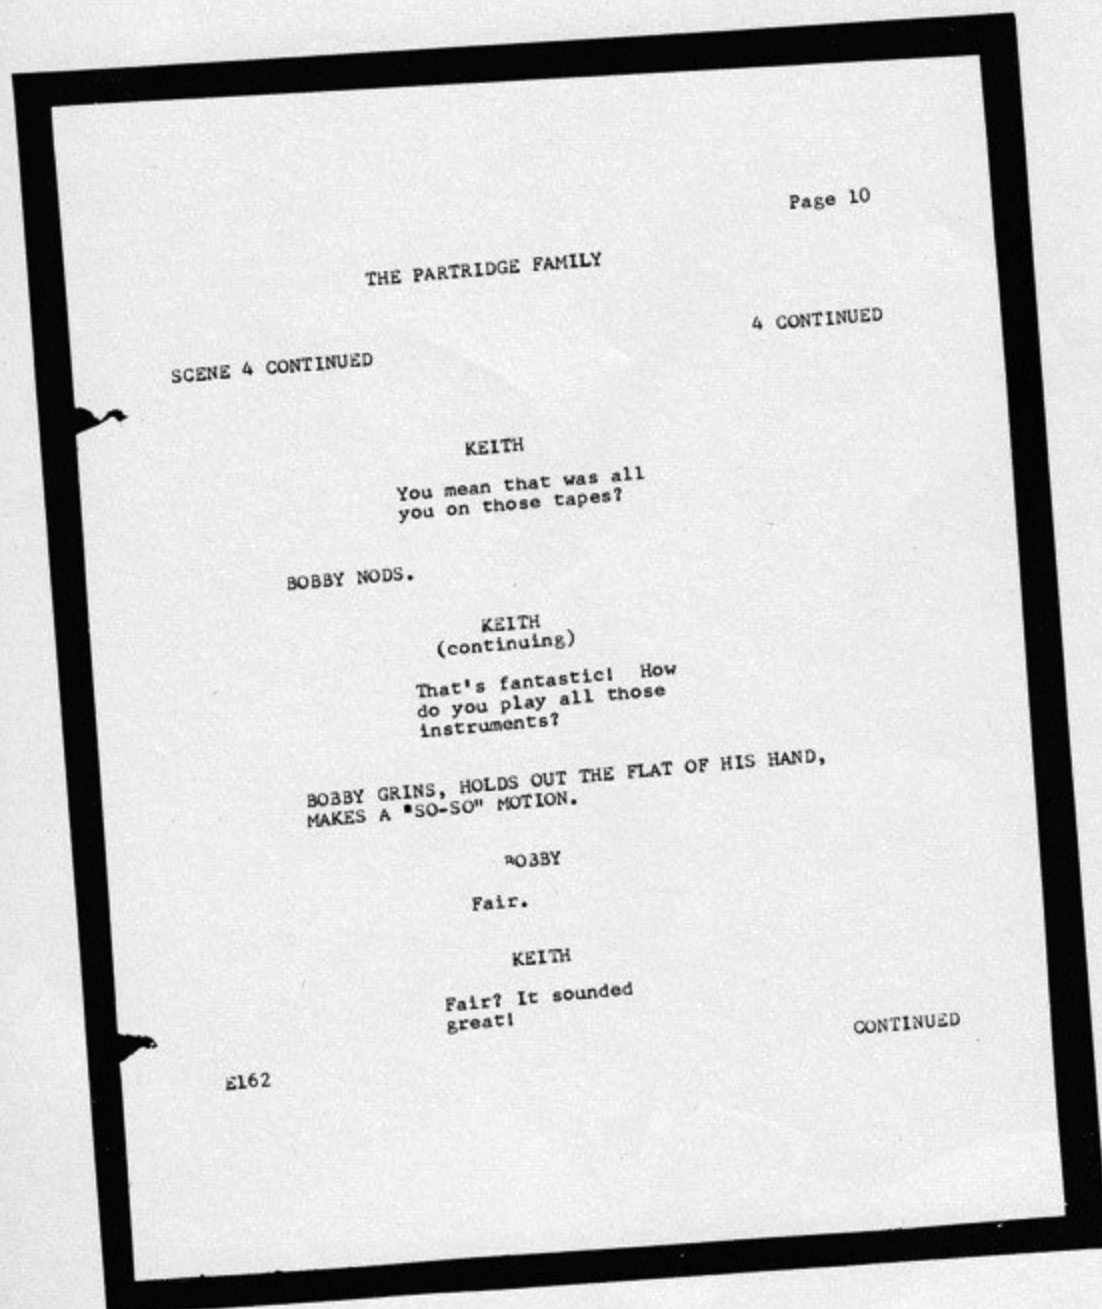 Page 10
THE PARTRIDGE FAMILY
4 CONTINUED
SCENE 4 CONTINUED
KEITH
You mean that was all
you on those tapes?
BOBBY NODS.
KEITH
(continuing)
That's fantastic! How
do you play all those
instruments?
BOBBY GRINS, HOLDS OUT THE FLAT OF HIS HAND,
MAKES A "SO-SO" MOTION.
BOBBY
Fair.
KEITH
Fair? It sounded
great!
CONTINUED
E162